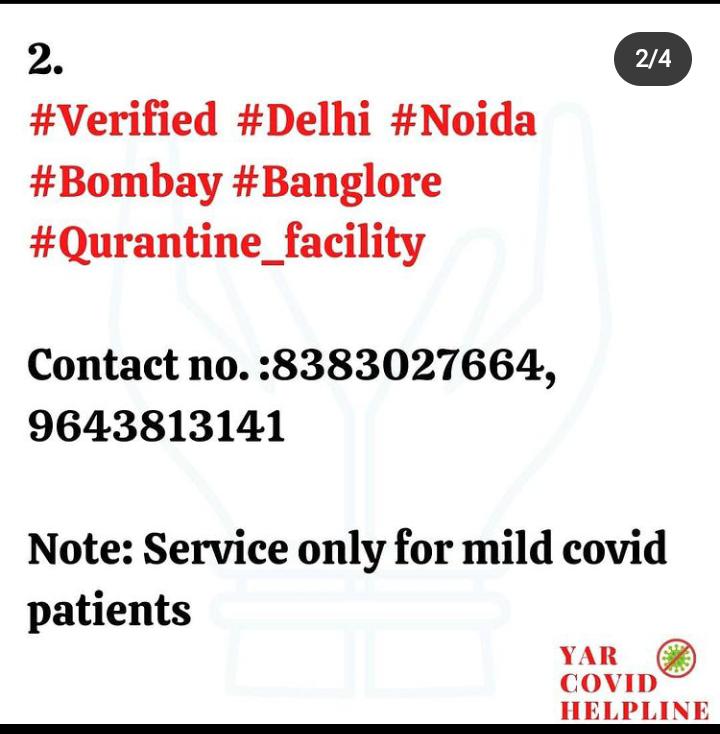 2.
2/4
#Verified #Delhi #Noida
#Bombay #Banglore
#Qurantine_facility
Contact no. :8383027664,
9643813141
Note: Service only for mild covid
patients
YAR
COVID
HELPLINE